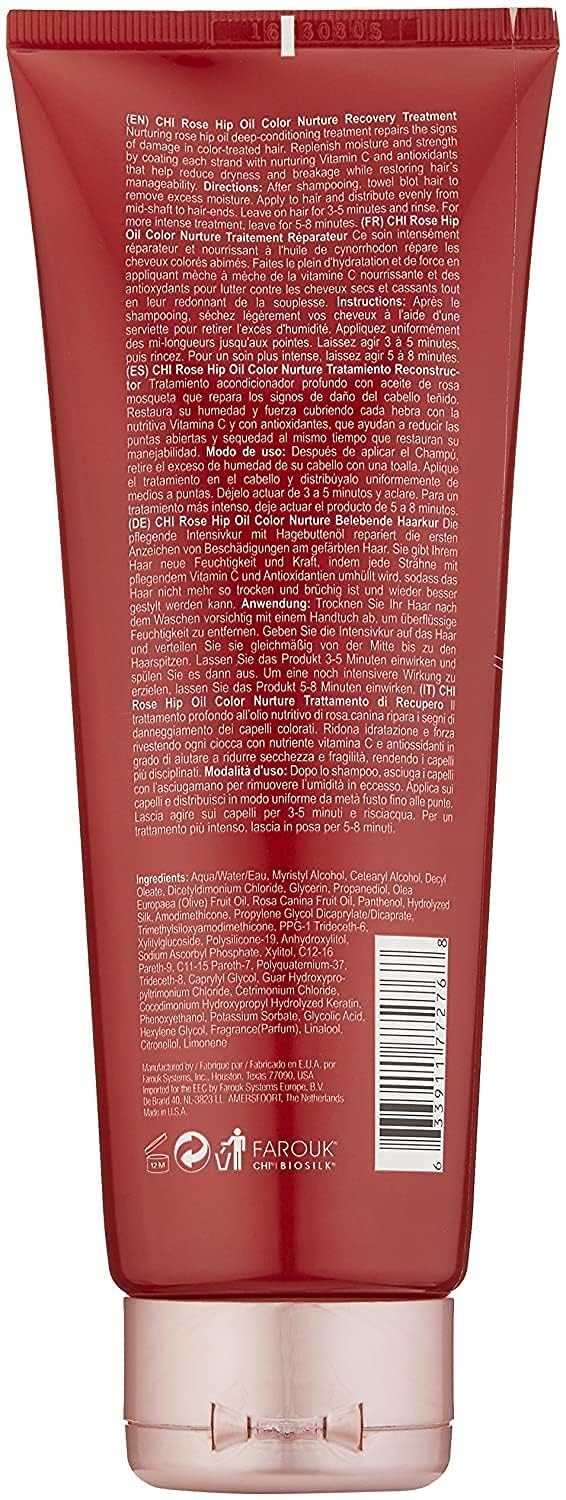 16 3080S
(EN) CHI Rose Hip Oil Color Nurture Recovery Treatment
Nurturing rose hip oil deep-conditioning treatment repairs the signs
of damage in color-treated hair. Replenish moisture and strength
by coating each strand with nurturing Vitamin C and antioxidants
that help reduce dryness and breakage while restoring hair's
manageability. Directions: After shampooing, towel blot hair to
remove excess moisture. Apply to hair and distribute evenly from
mid-shaft to hair-ends. Leave on hair for 3-5 minutes and rinse. For
more intense treatment, leave for 5-8 minutes. (FR) CHI Rose Hip
Oil Color Nurture Traitement Réparateur Ce soin intensément
réparateur et nourrissant à l'huile de cynorrhodon répare les
cheveux colorés abimés. Faites le plein d'hydratation et de force en
appliquant mèche à mèche de la vitamine C nourrissante et des
antioxydants pour lutter contre les cheveux secs et cassants tout
en leur redonnant de la souplesse. Instructions: Après le
shampooing, séchez légèrement vos cheveux à l'aide d'une
serviette pour retirer l'excés d'humidité. Appliquez uniformément
des mi-longueurs jusqu'aux pointes. Laissez agir 3 à 5 minutes,
puis rincez. Pour un soin plus intense, laissez agir 5 à 8 minutes.
(ES) CHI Rose Hip Oil Color Nurture Tratamiento Reconstruc-
tor Tratamiento acondicionador profundo con aceite de rosa
mosqueta que repara los signos de daño del cabello teñido.
Restaura su humedad y fuerza cubriendo cada hebra con la
nutritiva Vitamina C y con antioxidantes, que ayudan a reducir las
puntas abiertas y sequedad al mismo tiempo que restauran su
manejabilidad. Modo de uso: Después de aplicar el Champú,
retire el exceso de humedad de su cabello con una toalla. Aplique
el tratamiento en el cabello y distribúyalo uniformemente de
medios a puntas. Déjelo actuar de 3 a 5 minutos y aclare. Para un
tratamiento más intenso, deje actuar el producto de 5 a 8 minutos.
(DE) CHI Rose Hip Oil Color Nurture Belebende Haarkur Die
pflegende Intensivkur mit Hagebuttenöl repariert die ersten
Anzeichen von Beschädigungen am gefärbten Haar. Sie gibt Ihrem
Haar neue Feuchtigkeit und Kraft, indem jede Strähne mit
pflegendem Vitamin C und Antioxidantien umhüllt wird, sodass das
Haar nicht mehr so trocken und brüchig ist und wieder besser
gestylt werden kann. Anwendung: Trocknen Sie Ihr Haar nach
dem Waschen vorsichtig mit einem Handtuch ab, um überflüssige
Feuchtigkeit zu entfernen. Geben Sie die Intensivkur auf das Haar
und verteilen Sie sie gleichmäßig von der Mitte bis zu den
Haarspitzen. Lassen Sie das Produkt 3-5 Minuten einwirken und
spülen Sie es dann aus. Um eine noch intensivere Wirkung zu
erzielen, lassen Sie das Produkt 5-8 Minuten einwirken. (IT) CHI
Rose Hip Oil Color Nurture Trattamento di Recupero Il
trattamento profondo all'olio nutritivo di rosa canina ripara i segni di
danneggiamento dei capelli colorati. Ridona idratazione e forza
rivestendo ogni ciocca con nutriente vitamina C e antiossidanti in
grado di aiutare a ridurre secchezza e fragilità, rendendo i capelli
più disciplinati. Modalità d'uso: Dopo lo shampoo, asciuga i capelli
con l'asciugamano per rimuovere l'umidità in eccesso. Applica sui
capelli e distribuisci in modo uniforme da metà fusto fino alle punte.
Lascia agire sui capelli per 3-5 minuti e risciacqua. Per un
trattamento più intenso, lascia in posa per 5-8 minuti.
Ingredients: Aqua/Water/Eau, Myristyl Alcohol, Cetearyl Alcohol, Decyl
Oleate, Dicetyldimonium Chloride, Glycerin, Propanediol, Olea
Europaea (Olive) Fruit Oil, Rosa Canina Fruit Oil, Panthenol, Hydrolyzed
Silk, Amodimethicone, Propylene Glycol Dicaprylate/Dicaprate,
Trimethylsiloxyamodimethicone, PPG-1 Trideceth-6,
Xylitylglucoside, Polysilicone-19, Anhydroxylitol,
Sodium Ascorbyl Phosphate, Xylitol, C12-16
Pareth-9, C11-15 Pareth-7, Polyquaternium-37,
Trideceth-8, Caprylyl Glycol, Guar Hydroxypro-
pyltrimonium Chloride, Cetrimonium Chloride,
Cocodimonium Hydroxypropyl Hydrolyzed Keratin,
Phenoxyethanol, Potassium Sorbate, Glycolic Acid,
Hexylene Glycol, Fragrance(Parfum), Linalool,
Citronellol, Limonene
Manufactured by / Fabrique par / Fabricado en E.U.A. por
Farouk Systems, Inc., Houston, Texas 77090, USA
Imported for the EEC by Farouk Systems Europe, B.V.
De Brand 40, NL-3823 LL AMERSFOORT, The Netherlands
Made in U.S.A.
12M
FAROUK™
CHI® BIOSILK®
6 33911 77276 8